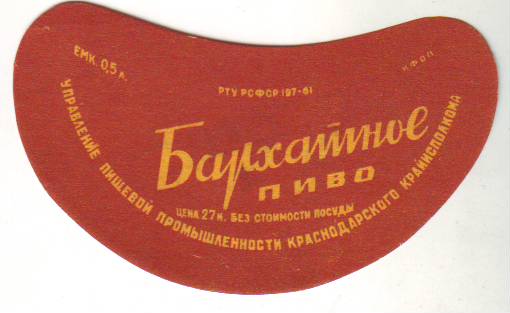 ЕМК. 0,5 Л.
КФОП
РТУ РСФСР 197-61
Бархатное
ПИВО
ЦЕНА 27 К. БЕЗ СТОИМОСТИ ПОСУДЫ
УПРАВЛЕНИЕ ПИЩЕВОЙ ПРОМЫШЛЕННОСТИ КРАСНОДАРСКОГО КРАЙИСПОЛКОМА